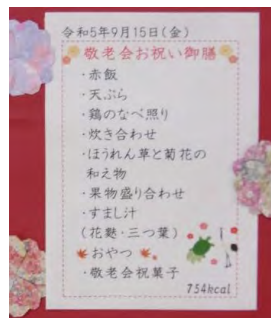 令和5年9月15日(金)
敬老会お祝い御膳
・赤飯
・天ぷら
・鶏のなべ照り
・炊き合わせ
・ほうれん草と菊花の
和え物
・果物盛り合わせ
・すまし汁
(花麩・三つ葉)
おやつ
・敬老会祝菓子
754kcal